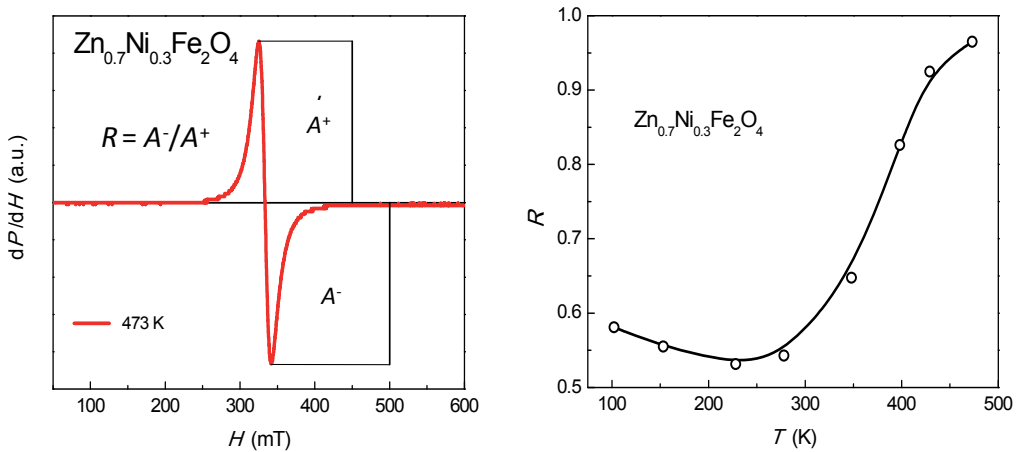 Zn₀.₇Ni₀.₃Fe₂O₄
R = A⁻/A⁺
A⁺
A⁻
473 K
dP/dH (a.u.)
100 200 300 400 500 600
H (mT)
1.0
0.9
0.8
0.7
0.6
0.5
R
Zn₀.₇Ni₀.₃Fe₂O₄
100 200 300 400 500
T (K)